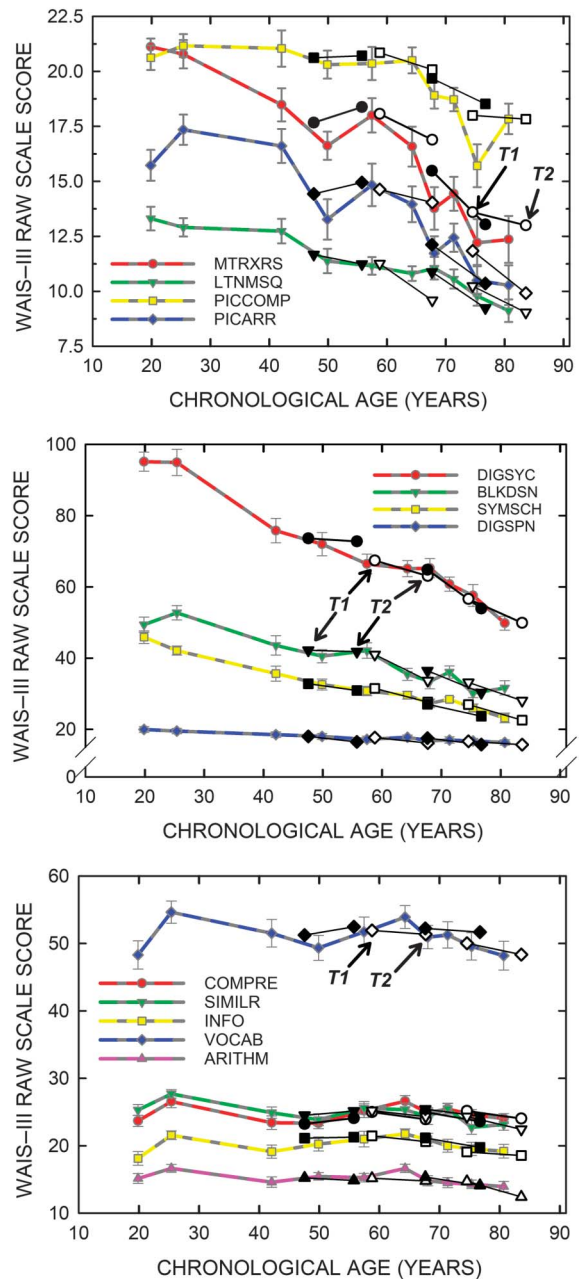 22.5
20.0
17.5
15.0
12.5
10.0
7.5
WAIS–III RAW SCALE SCORE
T1
T2
MTRXRS
LTNMSQ
PICCOMP
PICARR
10 20 30 40 50 60 70 80 90
CHRONOLOGICAL AGE (YEARS)
100
80
60
40
20
0
WAIS–III RAW SCALE SCORE
DIGSYC
BLKDSN
SYMSCH
DIGSPN
T1
T2
10 20 30 40 50 60 70 80 90
CHRONOLOGICAL AGE (YEARS)
60
50
40
30
20
10
WAIS–III RAW SCALE SCORE
T1
T2
COMPRE
SIMILR
INFO
VOCAB
ARITHM
10 20 30 40 50 60 70 80 90
CHRONOLOGICAL AGE (YEARS)